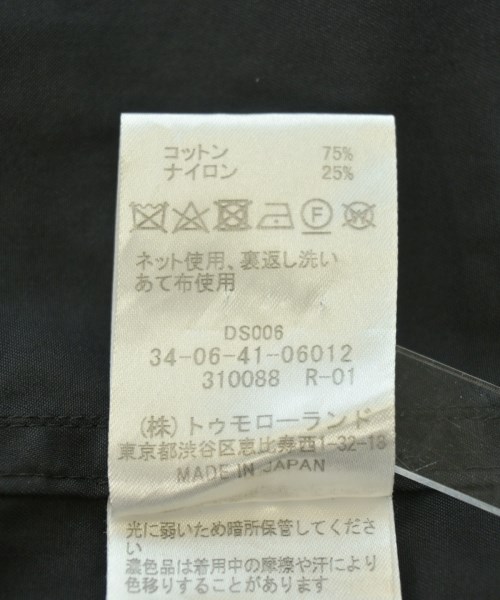 コットン 75%
ナイロン 25%
F W
ネット使用、裏返し洗い
あて布使用
DS006
34-06-41-06012
310088 R-01
(株)トゥモローランド
東京都渋谷区恵比寿西1-32-18
MADE IN JAPAN
光に弱いため暗所保管してくださ
い
濃色品は着用中の摩擦や汗により
色移りすることがあります